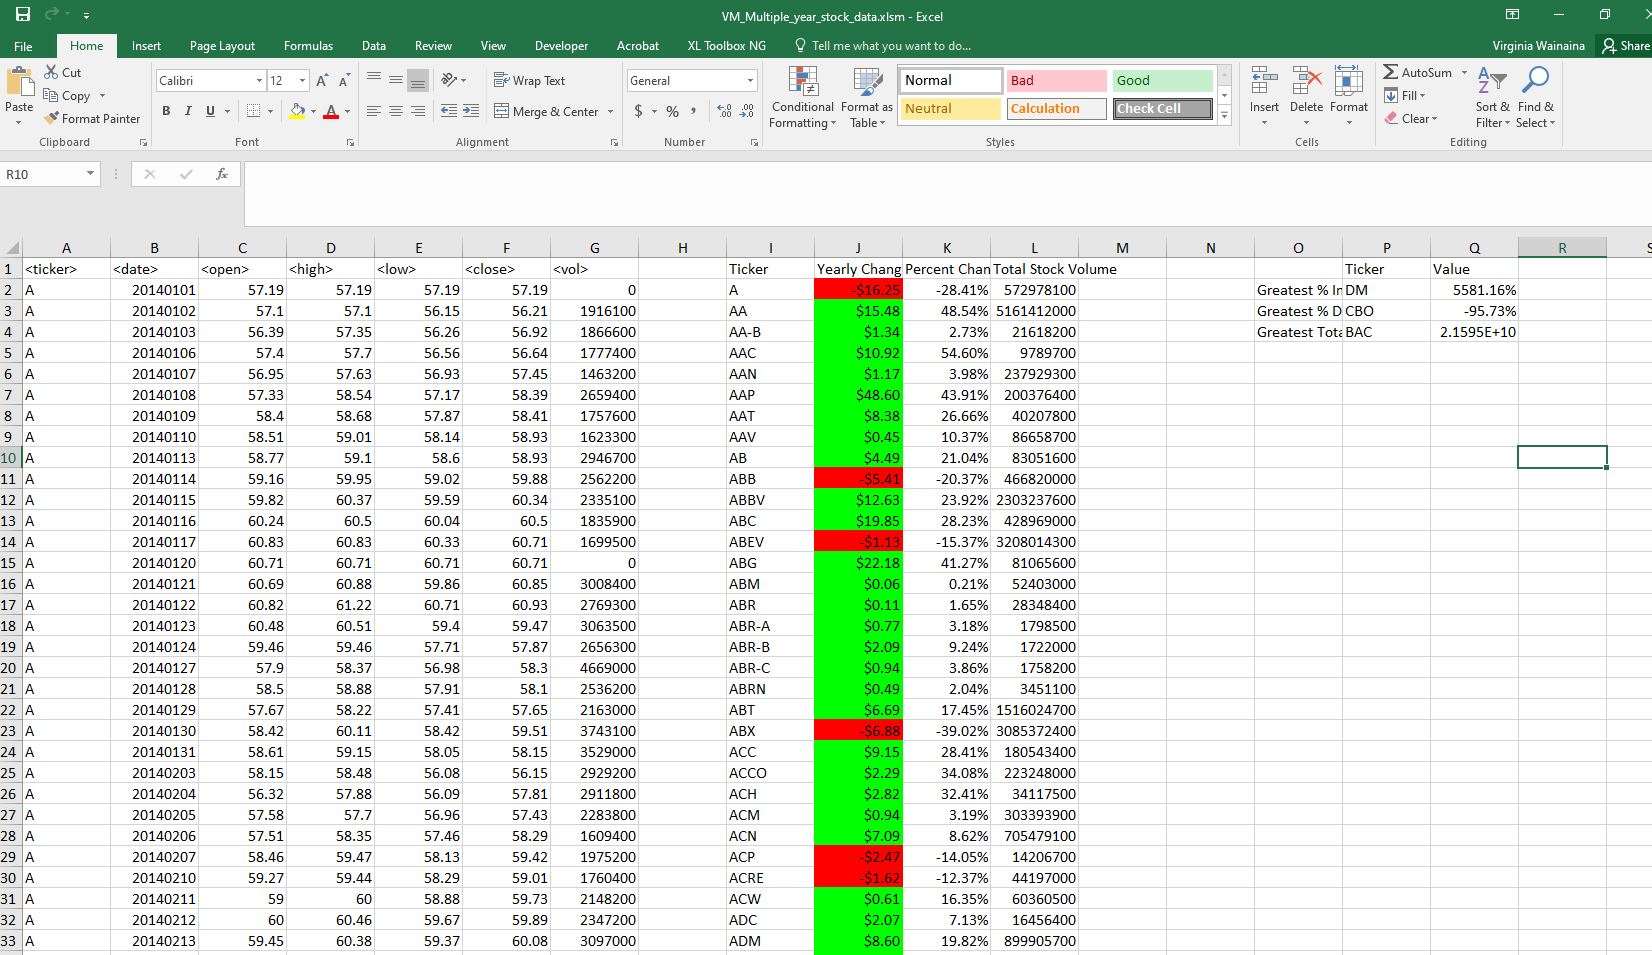 VM_Multiple_year_stock_data.xlsm - Excel
File Home Insert Page Layout Formulas Data Review View Developer Acrobat XL Toolbox NG Tell me what you want to do... Virginia Wainaina Share
Paste Cut Copy Format Painter
Clipboard
Calibri 12 B I U
Font
Wrap Text Merge & Center
Alignment
General $ % ,
Number
Conditional Formatting Format as Table
Normal Bad Good
Neutral Calculation Check Cell
Styles
Insert Delete Format
Cells
AutoSum Fill Clear Sort & Filter Find & Select
Editing
R10 fx
A B C D E F G H I J K L M N O P Q R S
1 <ticker> <date> <open> <high> <low> <close> <vol> Ticker Yearly Chang Percent Chan Total Stock Volume Ticker Value
2 A 20140101 57.19 57.19 57.19 57.19 0 A -$16.25 -28.41% 572978100 Greatest % In DM 5581.16%
3 A 20140102 57.1 57.1 56.15 56.21 1916100 AA $15.48 48.54% 5161412000 Greatest % D CBO -95.73%
4 A 20140103 56.39 57.35 56.26 56.92 1866600 AA-B $1.34 2.73% 21618200 Greatest Tota BAC 2.1595E+10
5 A 20140106 57.4 57.7 56.56 56.64 1777400 AAC $10.92 54.60% 9789700
6 A 20140107 56.95 57.63 56.93 57.45 1463200 AAN $1.17 3.98% 237929300
7 A 20140108 57.33 58.54 57.17 58.39 2659400 AAP $48.60 43.91% 200376400
8 A 20140109 58.4 58.68 57.87 58.41 1757600 AAT $8.38 26.66% 40207800
9 A 20140110 58.51 59.01 58.14 58.93 1623300 AAV $0.45 10.37% 86658700
10 A 20140113 58.77 59.1 58.6 58.93 2946700 AB $4.49 21.04% 83051600
11 A 20140114 59.16 59.95 59.02 59.88 2562200 ABB -$5.41 -20.37% 466820000
12 A 20140115 59.82 60.37 59.59 60.34 2335100 ABBV $12.63 23.92% 2303237600
13 A 20140116 60.24 60.5 60.04 60.5 1835900 ABC $19.85 28.23% 428969000
14 A 20140117 60.83 60.83 60.33 60.71 1699500 ABEV -$1.13 -15.37% 3208014300
15 A 20140120 60.71 60.71 60.71 60.71 0 ABG $22.18 41.27% 81065600
16 A 20140121 60.69 60.88 59.86 60.85 3008400 ABM $0.06 0.21% 52403000
17 A 20140122 60.82 61.22 60.71 60.93 2769300 ABR $0.11 1.65% 28348400
18 A 20140123 60.48 60.51 59.4 59.47 3063500 ABR-A $0.77 3.18% 1798500
19 A 20140124 59.46 59.46 57.71 57.87 2656300 ABR-B $2.09 9.24% 1722000
20 A 20140127 57.9 58.37 56.98 58.3 4669000 ABR-C $0.94 3.86% 1758200
21 A 20140128 58.5 58.88 57.91 58.1 2536200 ABRN $0.49 2.04% 3451100
22 A 20140129 57.67 58.22 57.41 57.65 2163000 ABT $6.69 17.45% 1516024700
23 A 20140130 58.42 60.11 58.42 59.51 3743100 ABX -$6.88 -39.02% 3085372400
24 A 20140131 58.61 59.15 58.05 58.15 3529000 ACC $9.15 28.41% 180543400
25 A 20140203 58.15 58.48 56.08 56.15 2929200 ACCO $2.29 34.08% 223248000
26 A 20140204 56.32 57.88 56.09 57.81 2911800 ACH $2.82 32.41% 34117500
27 A 20140205 57.58 57.7 56.96 57.43 2283800 ACM $0.94 3.19% 303393900
28 A 20140206 57.51 58.35 57.46 58.29 1609400 ACN $7.09 8.62% 705479100
29 A 20140207 58.46 59.47 58.13 59.42 1975200 ACP -$2.47 -14.05% 14206700
30 A 20140210 59.27 59.44 58.29 59.01 1760400 ACRE -$1.62 -12.37% 44197000
31 A 20140211 59 60 58.88 59.73 2148200 ACW $0.61 16.35% 60360500
32 A 20140212 60 60.46 59.67 59.89 2347200 ADC $2.07 7.13% 16456400
33 A 20140213 59.45 60.38 59.37 60.08 3097000 ADM $8.60 19.82% 899905700